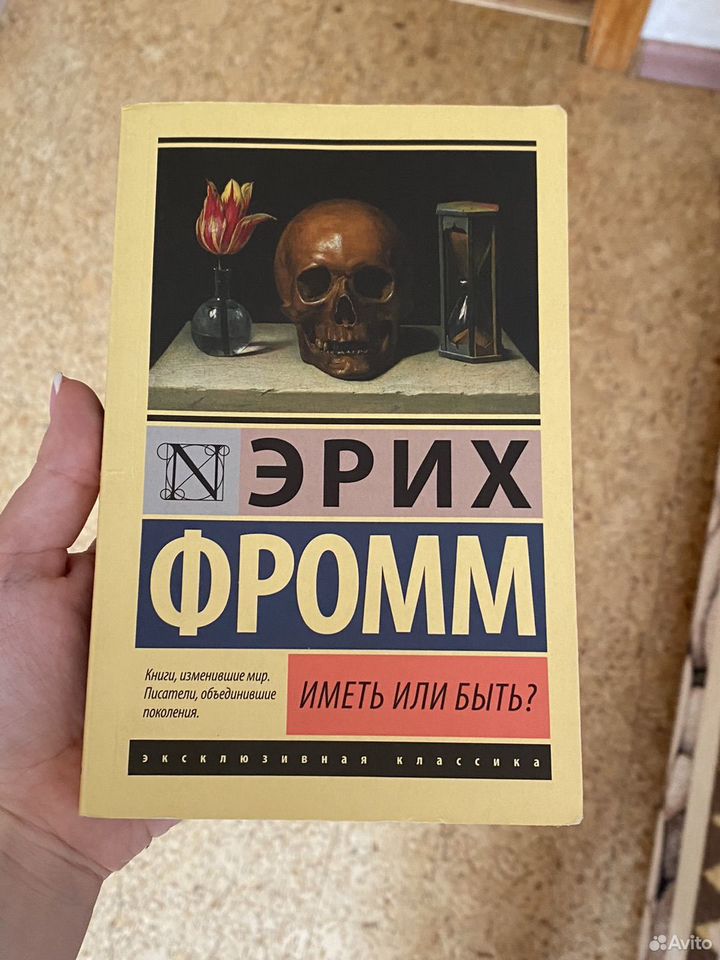 N ЭРИХ
ФРОММ
Книги, изменившие мир.
Писатели, объединившие
поколения.
ИМЕТЬ ИЛИ БЫТЬ?
эксклюзивная классика
Avito